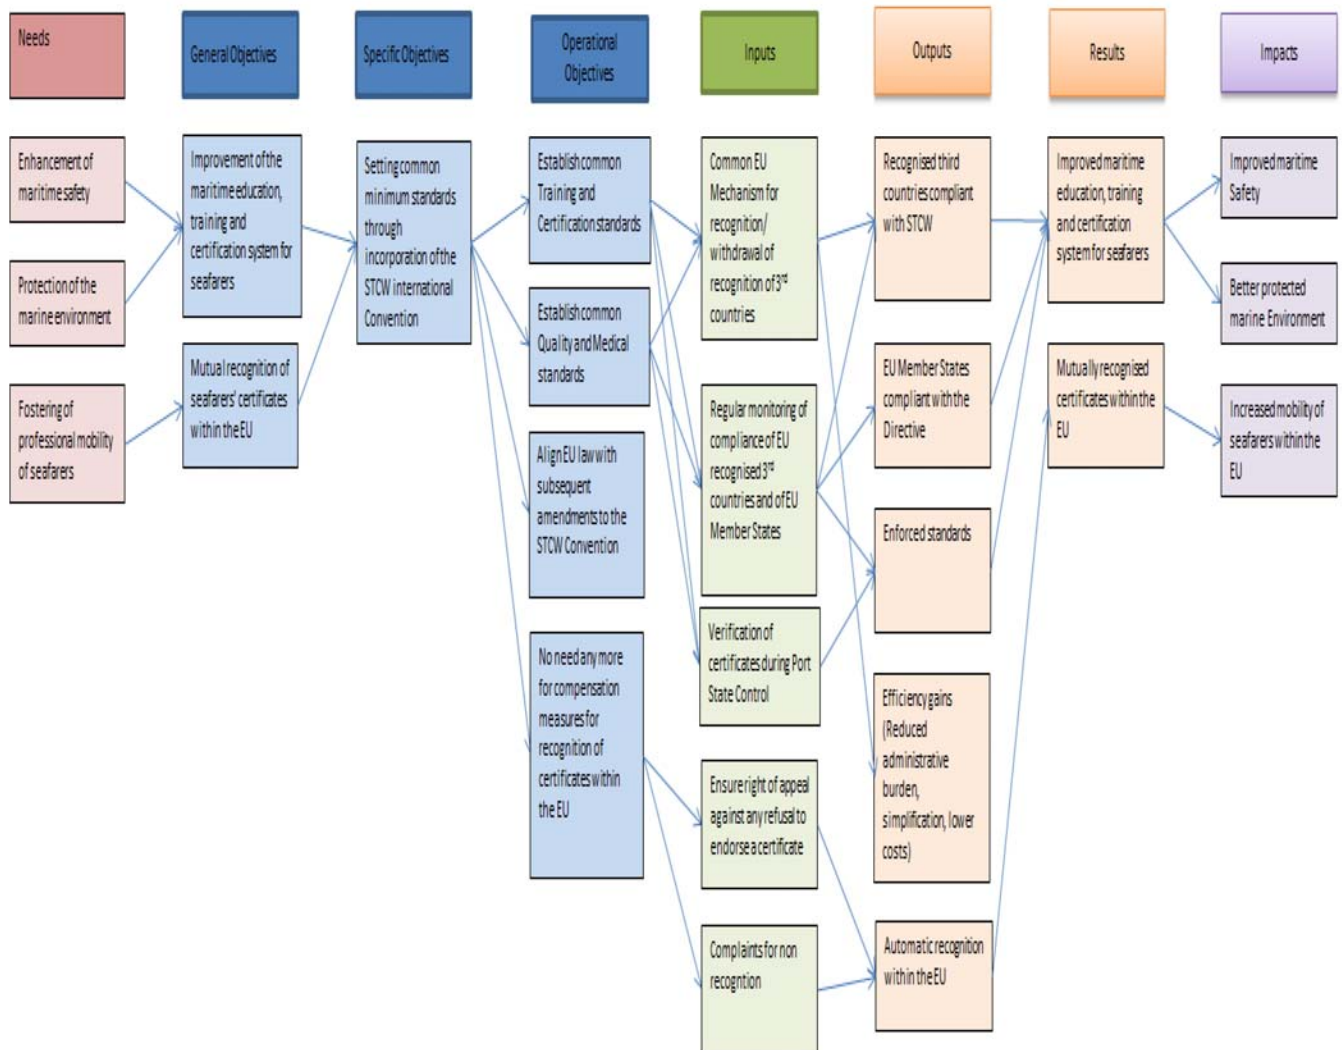 Needs
General Objectives
Specific Objectives
Operational
Objectives
Inputs
Outputs
Results
Impacts
Enhancement of
maritime safety
Protection of the
marine environment
Fostering of
professional mobility
of seafarers
Improvement of the
maritime education,
training and
certification system for
seafarers
Mutual recognition of
seafarers' certificates
within the EU
Setting common
minimum standards
through
incorporation of the
STCW international
Convention
Establish common
Training and
Certification standards
Establish common
Quality and Medical
standards
Align EU law with
subsequent
amendments to the
STCW Convention
No need any more
for compensation
measures for
recognition of
certificates within
the EU
Common EU
Mechanism for
recognition/
withdrawal of
recognition of 3rd
countries
Regular monitoring of
compliance of EU
recognised 3rd
countries and of EU
Member States
Verification of
certificates during Port
State Control
Ensure right of appeal
against any refusal to
endorse a certificate
Complaints for non
recogntion
Recognised third
countries compliant
with STCW
EU Member States
compliant with the
Directive
Enforced standards
Efficiency gains
(Reduced
administrative
burden,
simplification, lower
costs)
Automatic recognition
within the EU
Improved maritime
education, training
and certification
system for seafarers
Mutually recognised
certificates within the
EU
Improved maritime
Safety
Better protected
marine Environment
Increased mobility of
seafarers within the
EU